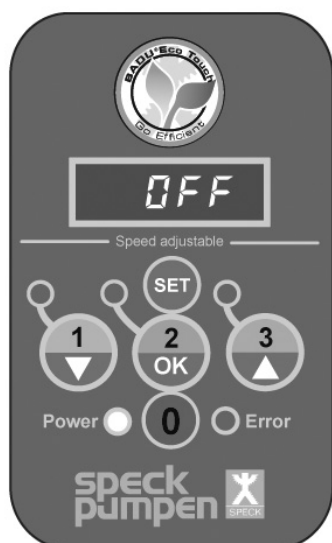 BADU®Eco Touch
Go Efficient
OFF
Speed adjustable
SET
1 2 3
OK
Power 0 Error
speck
pumpen
SPECK